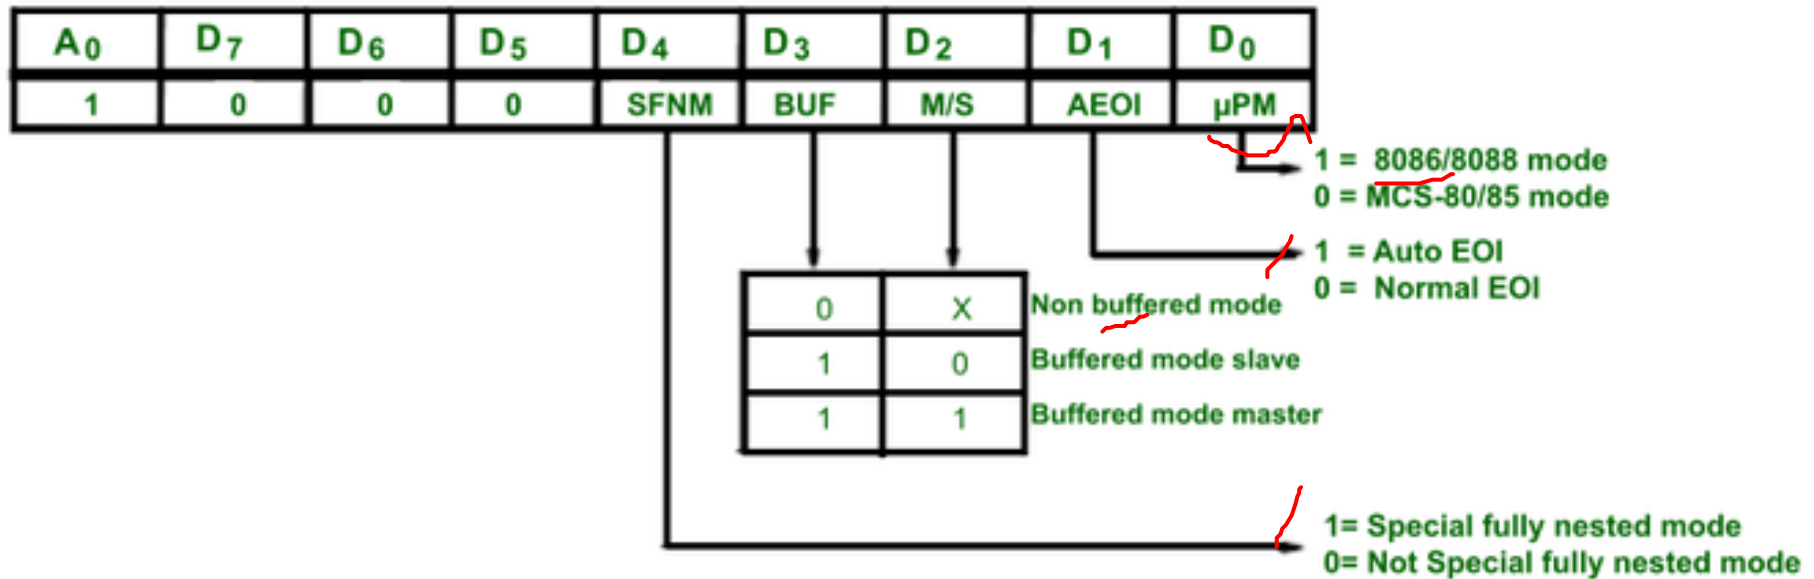 A0 D7 D6 D5 D4 D3 D2 D1 D0
1 0 0 0 SFNM BUF M/S AEOI μPM
1 = 8086/8088 mode
0 = MCS-80/85 mode
1 = Auto EOI
0 = Normal EOI
0 X Non buffered mode
1 0 Buffered mode slave
1 1 Buffered mode master
1= Special fully nested mode
0= Not Special fully nested mode